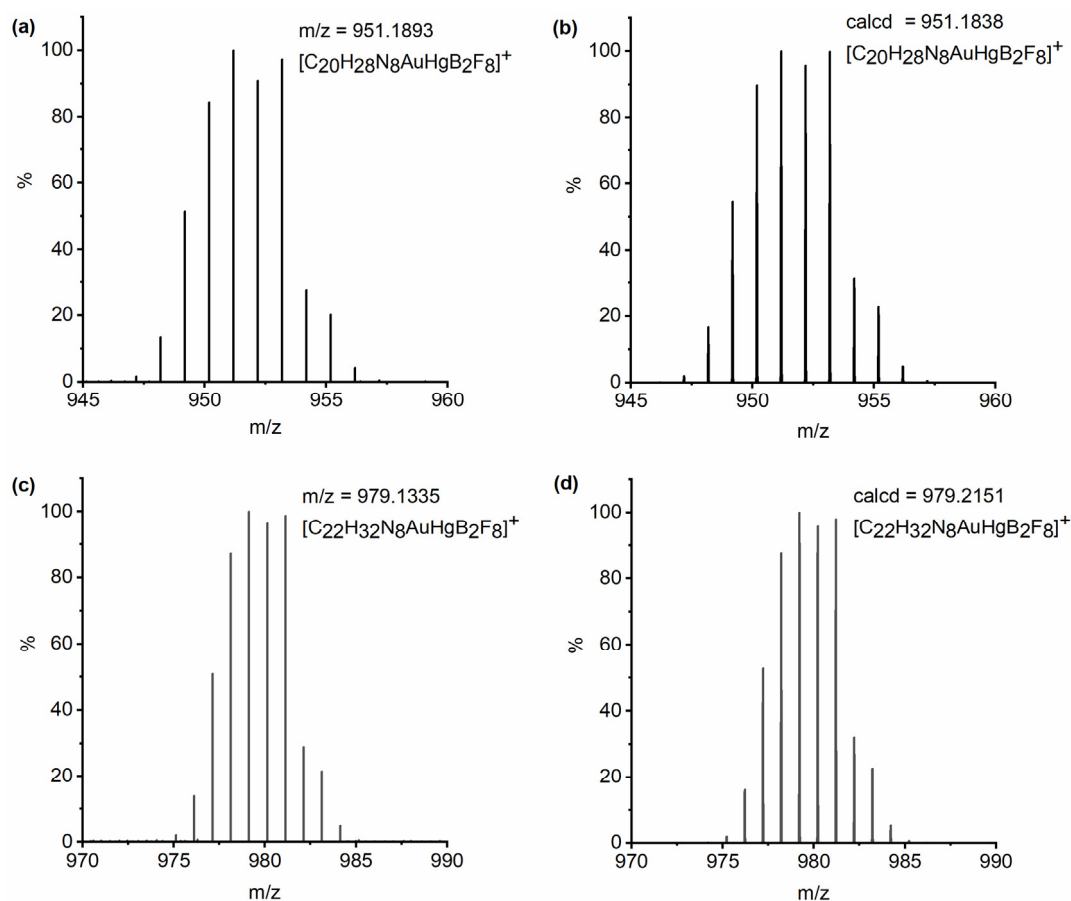 (a)
m/z = 951.1893
[C20H28N8AuHgB2F8]+
100
80
60
40
20
0
%
945 950 955 960
m/z
(b)
calcd = 951.1838
[C20H28N8AuHgB2F8]+
100
80
60
40
20
0
%
945 950 955 960
m/z
(c)
m/z = 979.1335
[C22H32N8AuHgB2F8]+
100
80
60
40
20
0
%
970 975 980 985 990
m/z
(d)
calcd = 979.2151
[C22H32N8AuHgB2F8]+
100
80
60
40
20
0
%
970 975 980 985 990
m/z